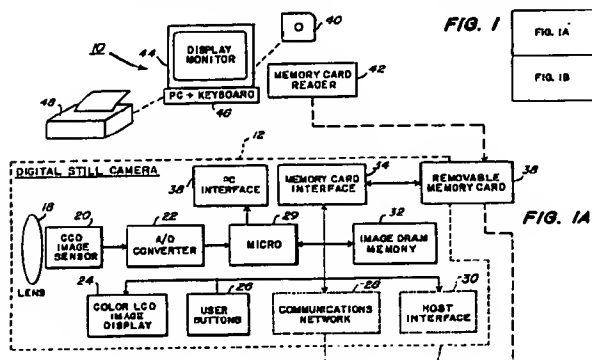 10
44
DISPLAY
MONITOR
40
FIG. 1
FIG. 1A
FIG. 1B
42
MEMORY CARD
READER
48
PC + KEYBOARD
46
12
DIGITAL STILL CAMERA
38
PC
INTERFACE
34
MEMORY CARD
INTERFACE
38
REMOVABLE
MEMORY CARD
FIG. 1A
18
LENS
20
CCD
IMAGE
SENSOR
22
A/D
CONVERTER
29
MICRO
32
IMAGE DRAM
MEMORY
24
COLOR LCD
IMAGE
DISPLAY
26
USER
BUTTONS
28
COMMUNICATIONS
NETWORK
30
HOST
INTERFACE